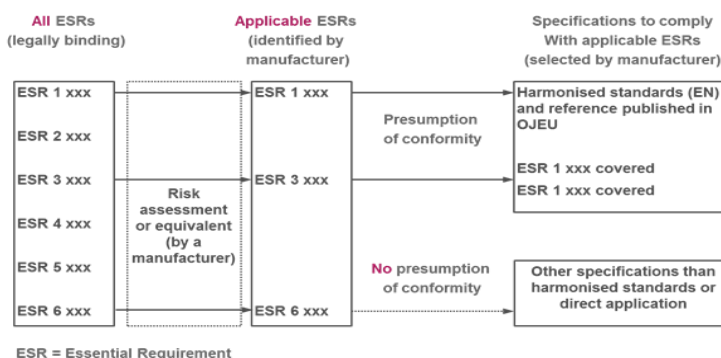 All ESRs
(legally binding)
Applicable ESRs
(identified by
manufacturer)
Specifications to comply
With applicable ESRs
(selected by manufacturer)
ESR 1 xxx
ESR 2 xxx
ESR 3 xxx
ESR 4 xxx
ESR 5 xxx
ESR 6 xxx
Risk
assessment
or equivalent
(by a
manufacturer)
ESR 1 xxx
ESR 3 xxx
ESR 6 xxx
Presumption
of conformity
No presumption
of conformity
Harmonised standards (EN)
and reference published in
OJEU
ESR 1 xxx covered
ESR 1 xxx covered
Other specifications than
harmonised standards or
direct application
ESR = Essential Requirement